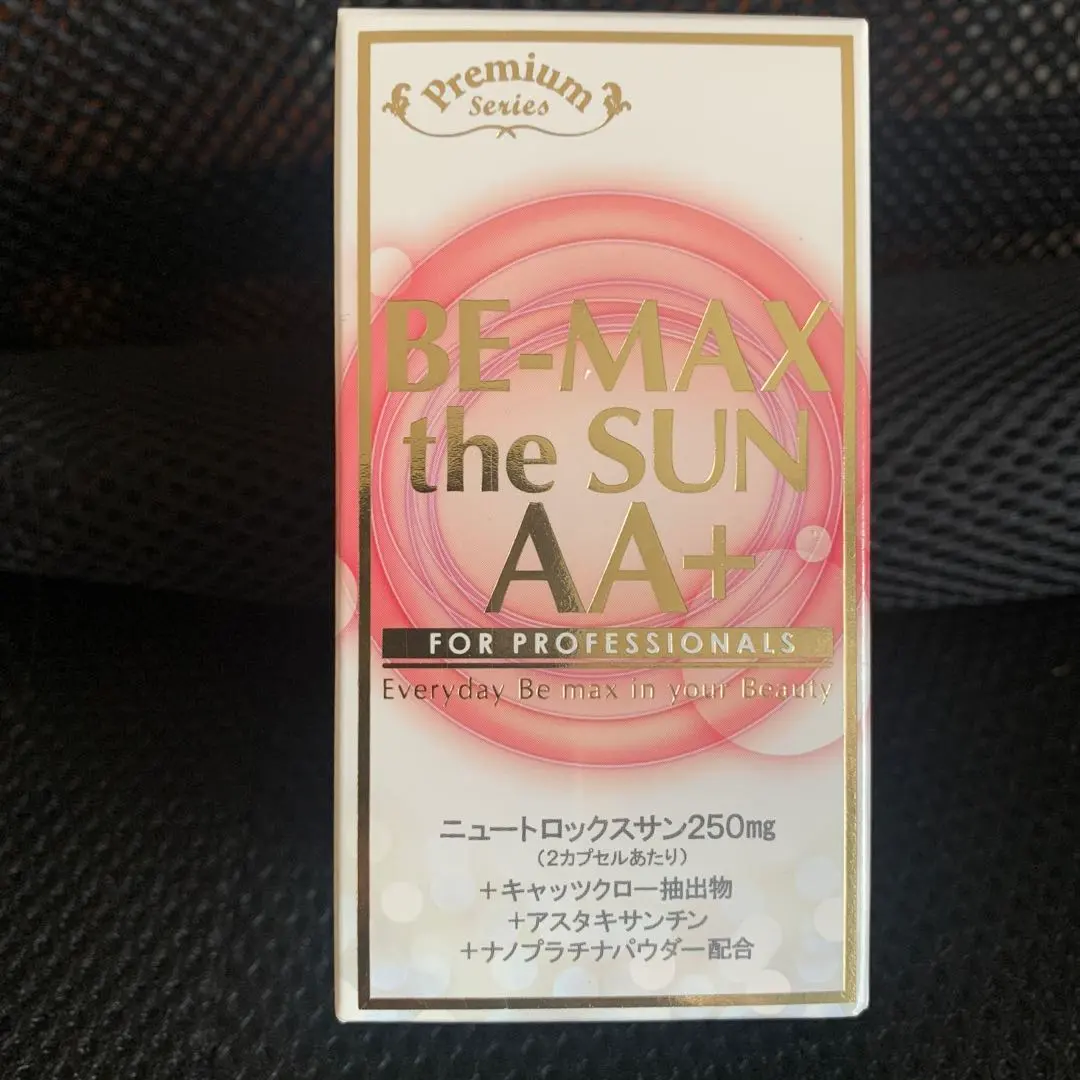 Premium
Series
BE-MAX
the SUN
AA+
FOR PROFESSIONALS
Everyday Be max in your Beauty
ニュートロックスサン250mg
(2カプセルあたり)
+キャッツクロー抽出物
+アスタキサンチン
+ナノプラチナパウダー配合